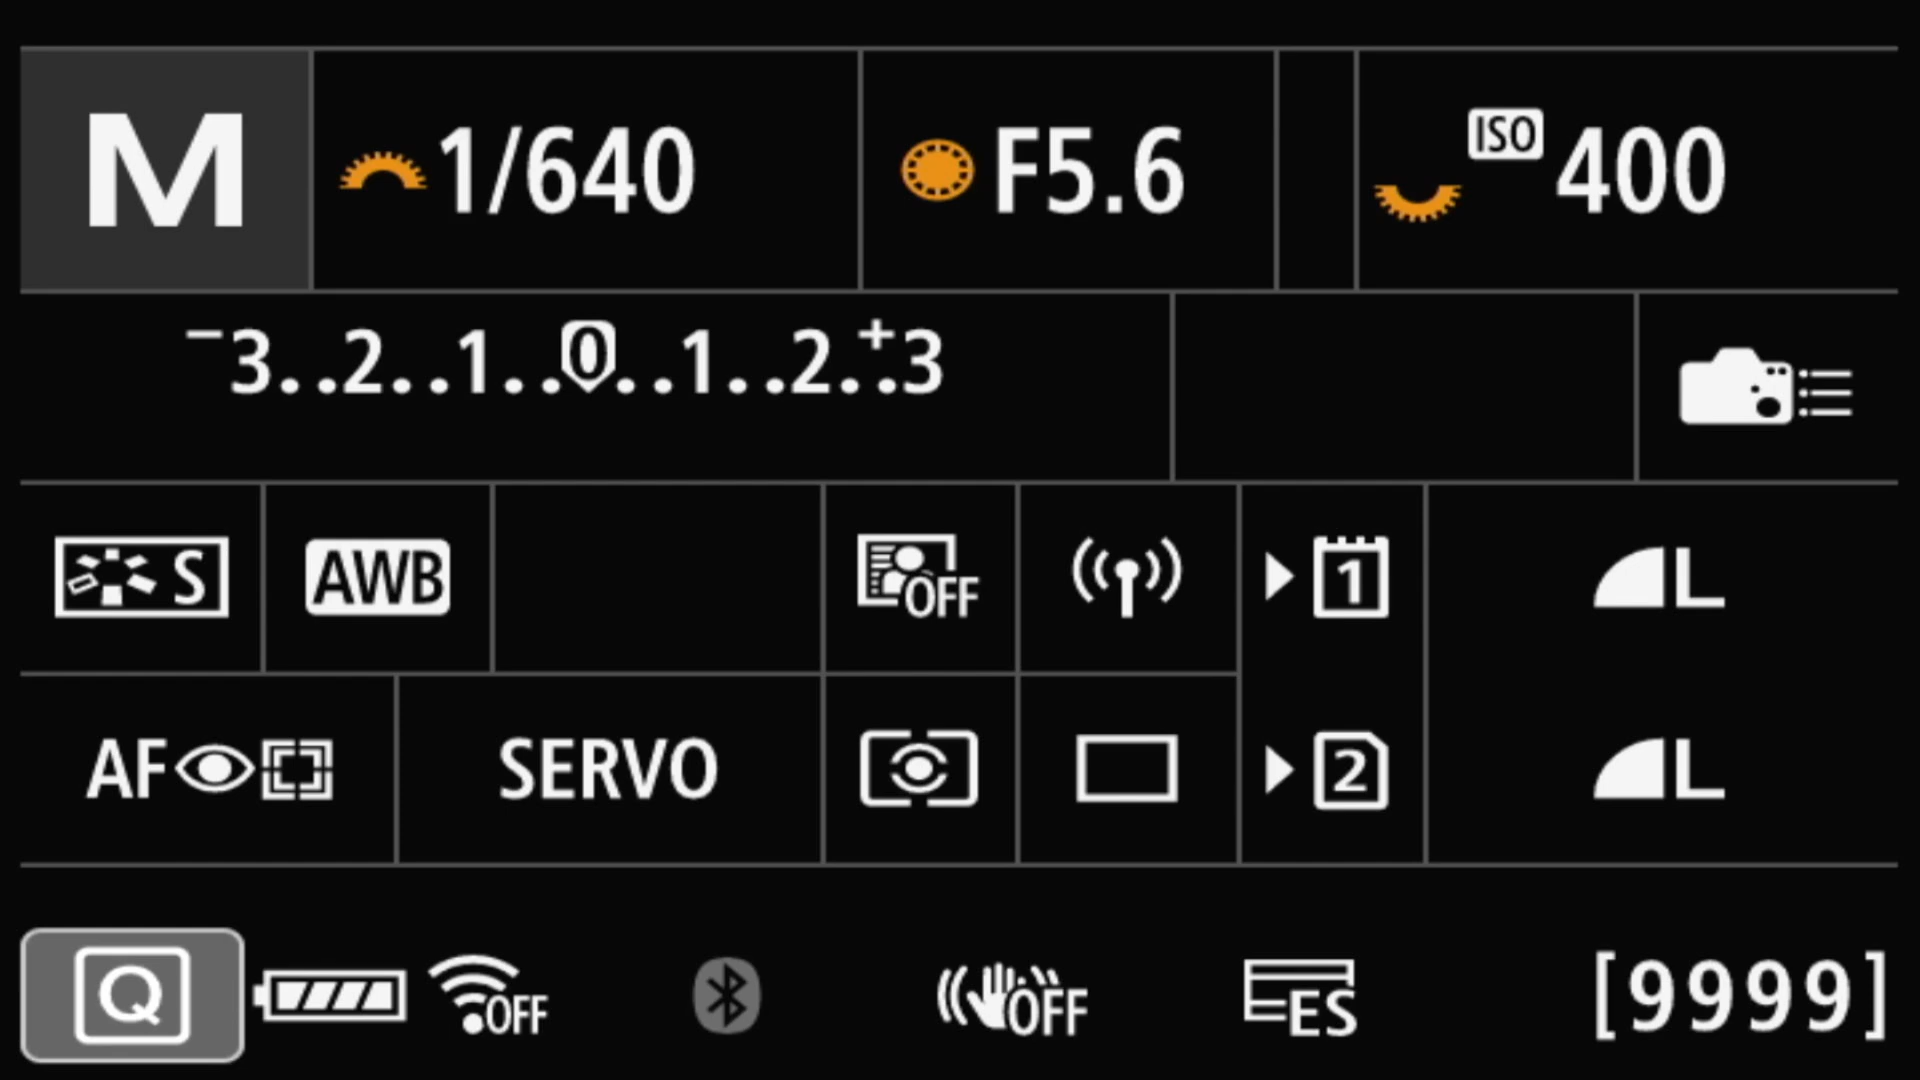 M 1/640 F5.6 ISO 400
−3..2..1..0..1..2.+.3
S AWB OFF 1 L
AF SERVO 2 L
Q OFF OFF ES [9999]